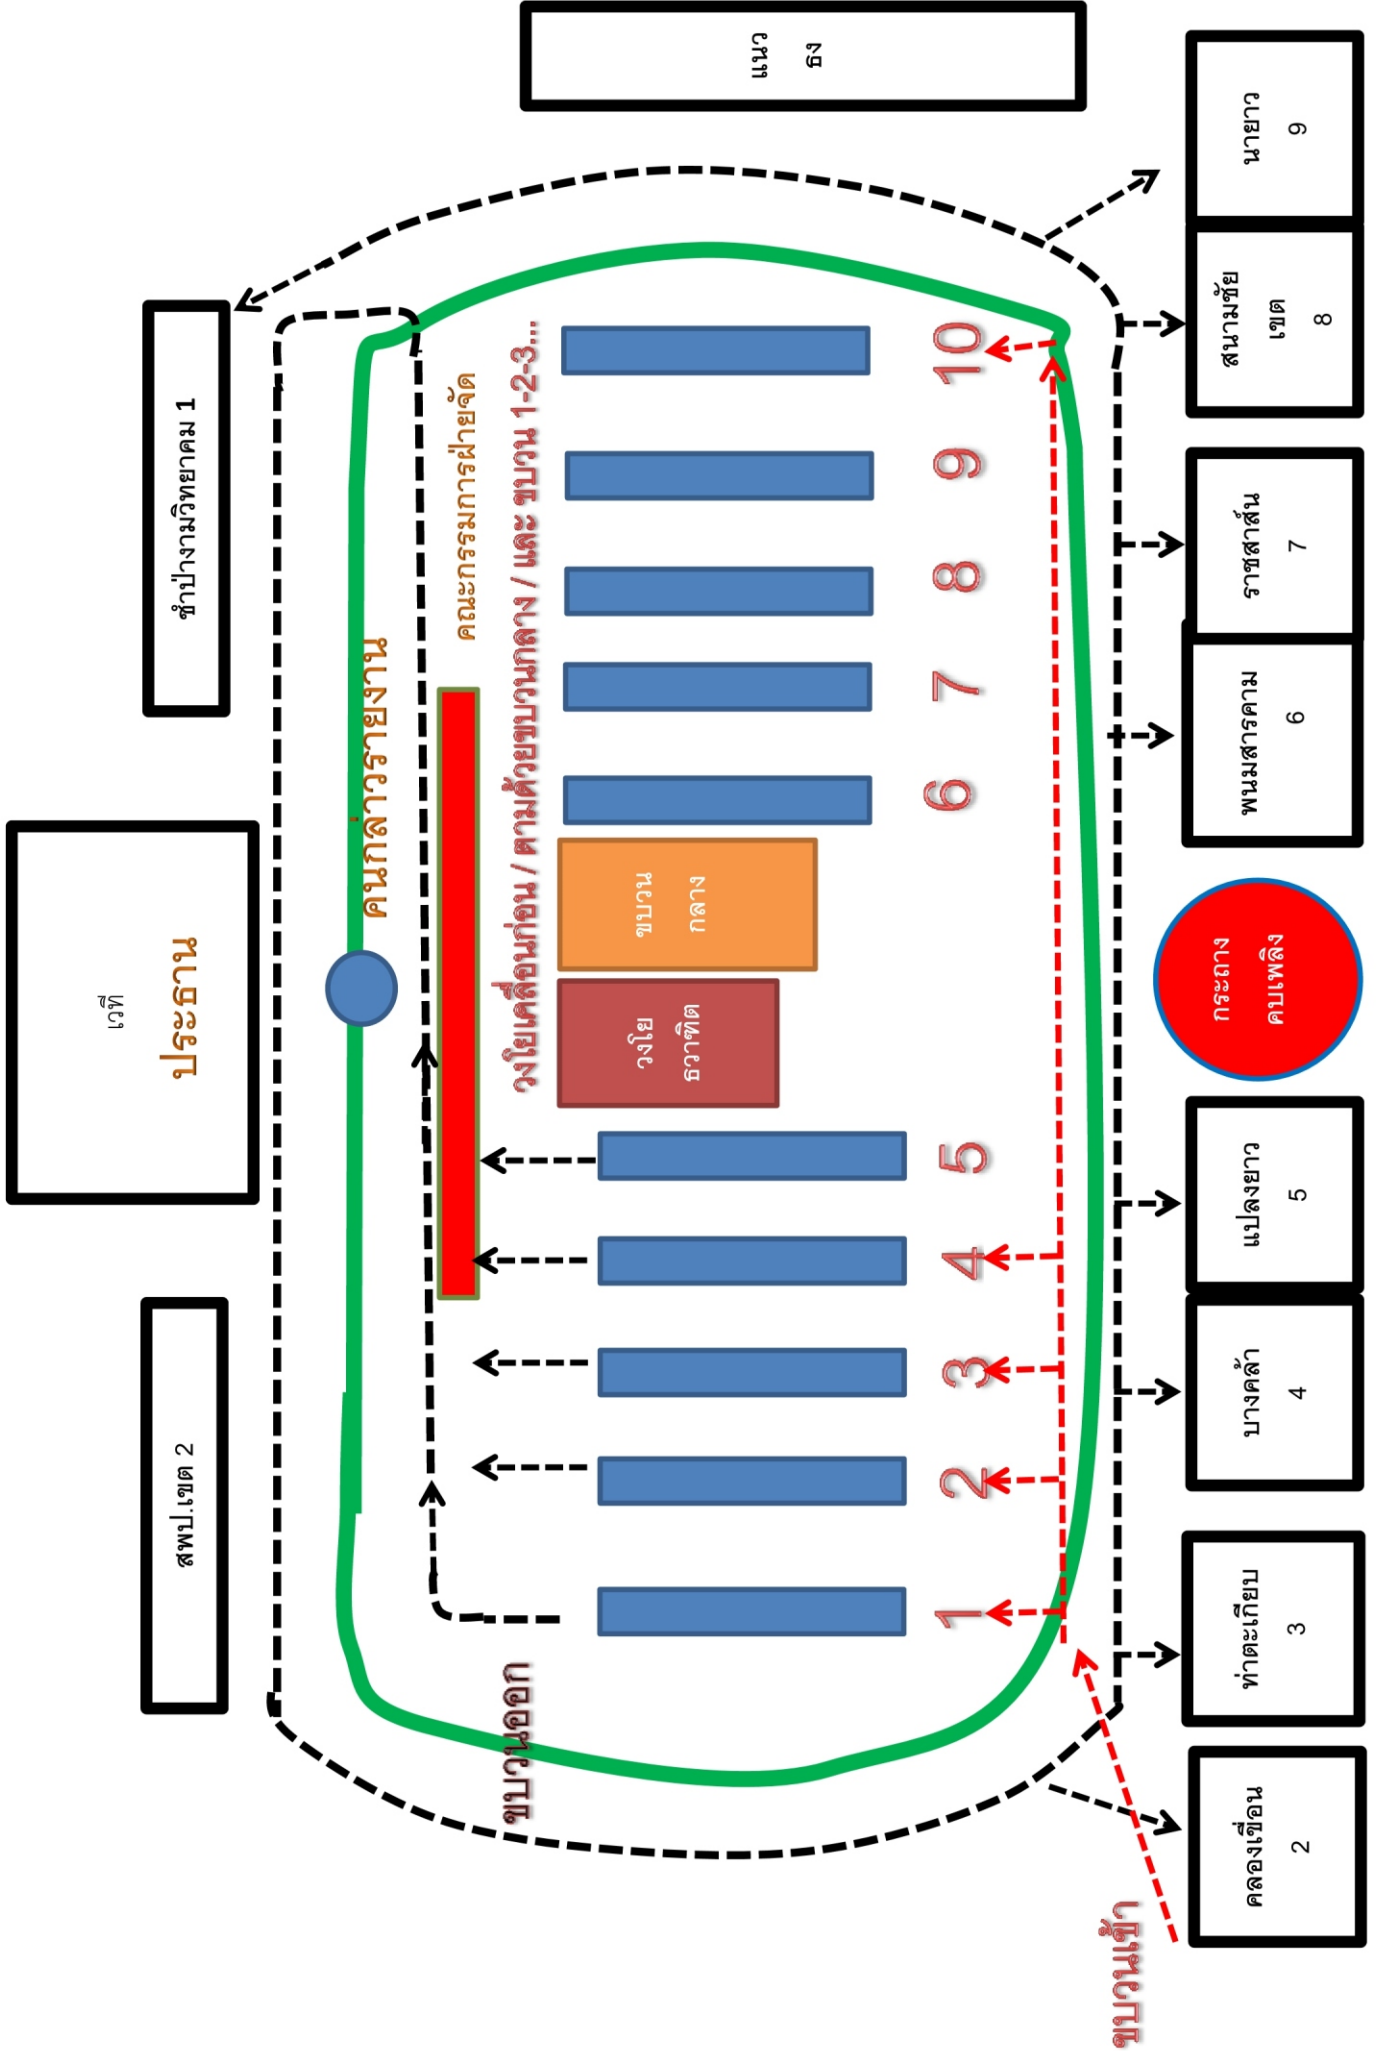 เวที
ประธาน
สพป.เขต 2
ชำป่างามวิทยาคม 1
คนกล่าวรายงาน
คณะกรรมการฝ่ายจัด
วงโยเคลื่อนก่อน / ตามด้วยขบวนกลาง / และ ขบวน 1-2-3...
ขบวนออก
วงโย
ธวาทิต
ขบวน
กลาง
1
2
3
4
5
6
7
8
9
10
แนว
ธง
ขบวนเข้า
คลองเขื่อน
2
ท่าตะเกียบ
3
บางคล้า
4
แปลงยาว
5
กระถาง
คบเพลิง
พนมสารคาม
6
ราชสาส์น
7
สนามชัย
เขต
8
นายาว
9